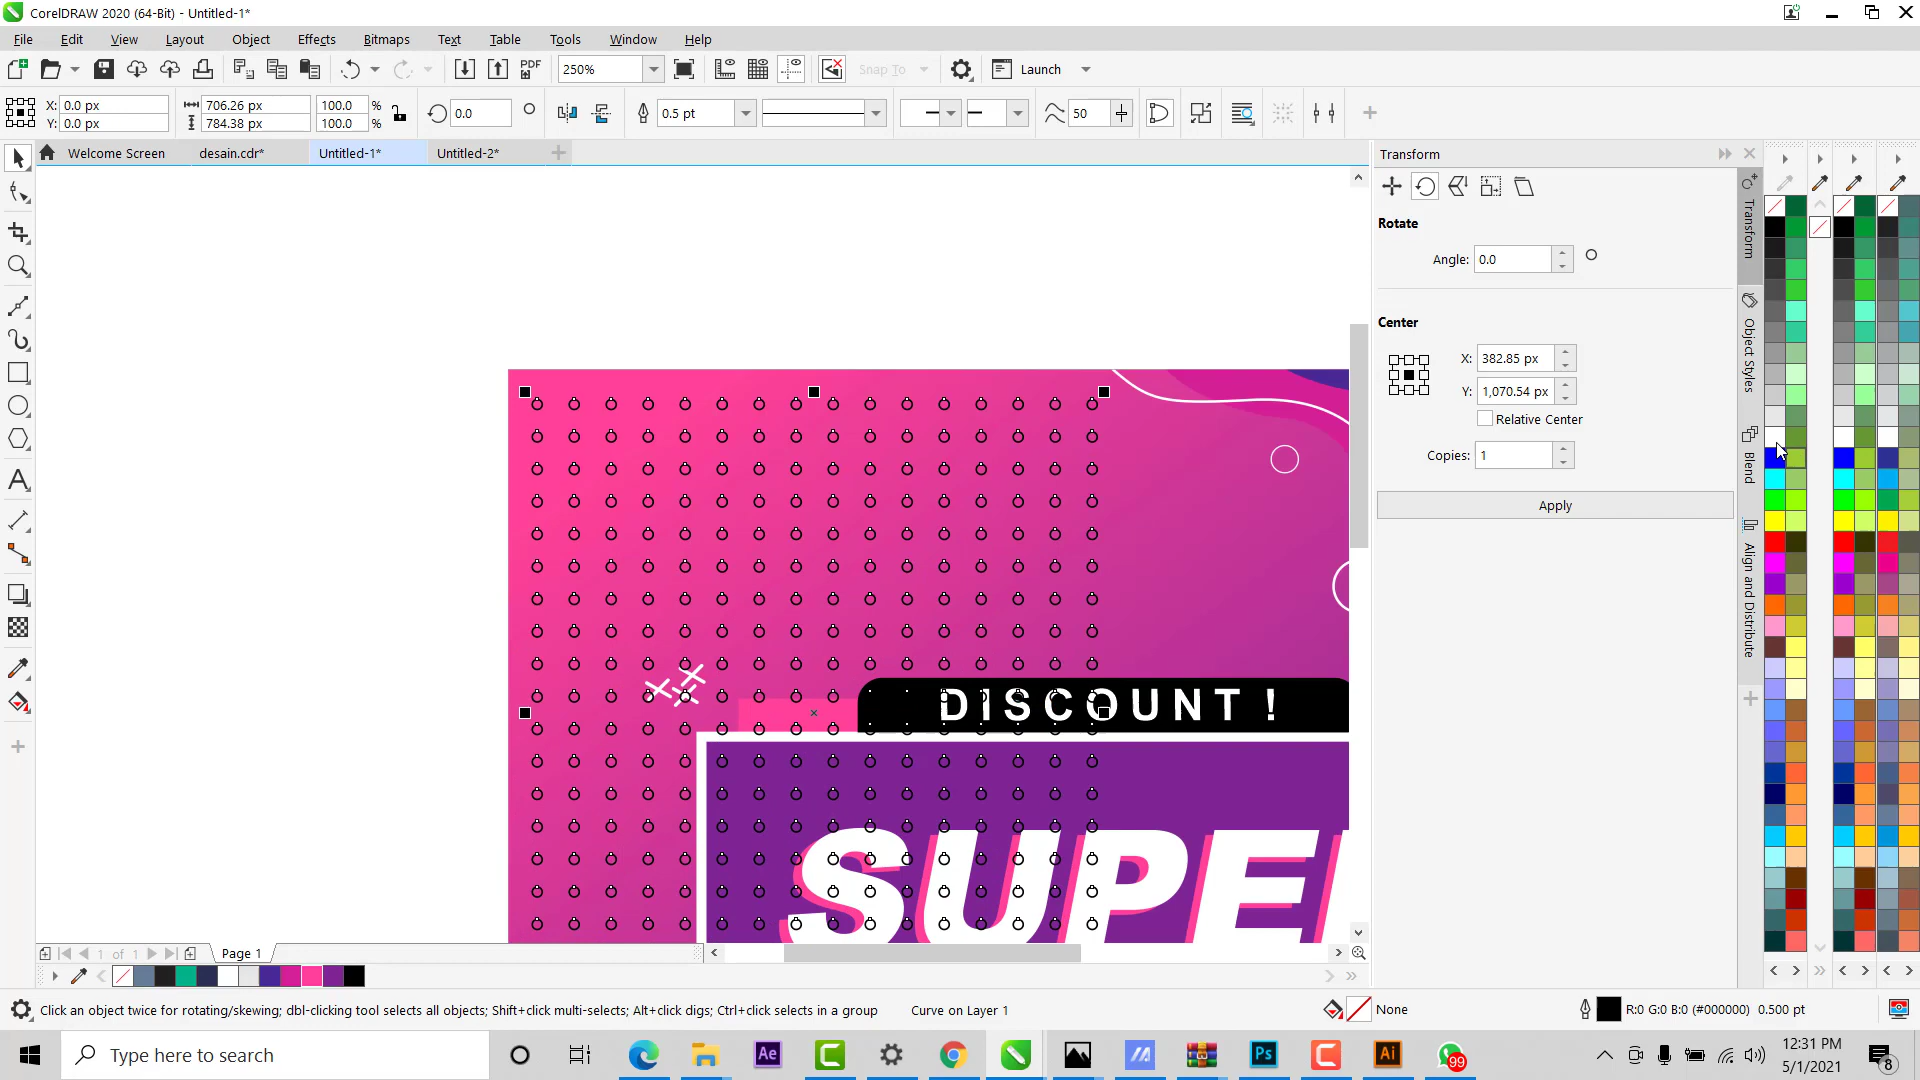 CorelDRAW 2020 (64-Bit) - Untitled-1*
File Edit View Layout Object Effects Bitmaps Text Table Tools Window Help
PDF 250% Snap To Launch
X: 0.0 px 706.26 px 100.0 % 0.0 0.5 pt 50
Y: 0.0 px 784.38 px 100.0 %
Welcome Screen desain.cdr* Untitled-1* Untitled-2*
Transform
Rotate
Angle: 0.0
Center
X: 382.85 px
Y: 1,070.54 px
Relative Center
Copies: 1
Apply
Transform
Object Styles
Blend
Align and Distribute
DISCOUNT !
SUPE
1 of 1 Page 1
Click an object twice for rotating/skewing; dbl-clicking tool selects all objects; Shift+click multi-selects; Alt+click digs; Ctrl+click selects in a group Curve on Layer 1 None R:0 G:0 B:0 (#000000) 0.500 pt
Type here to search
Ae
Ps
Ai
99
12:31 PM
5/1/2021
8